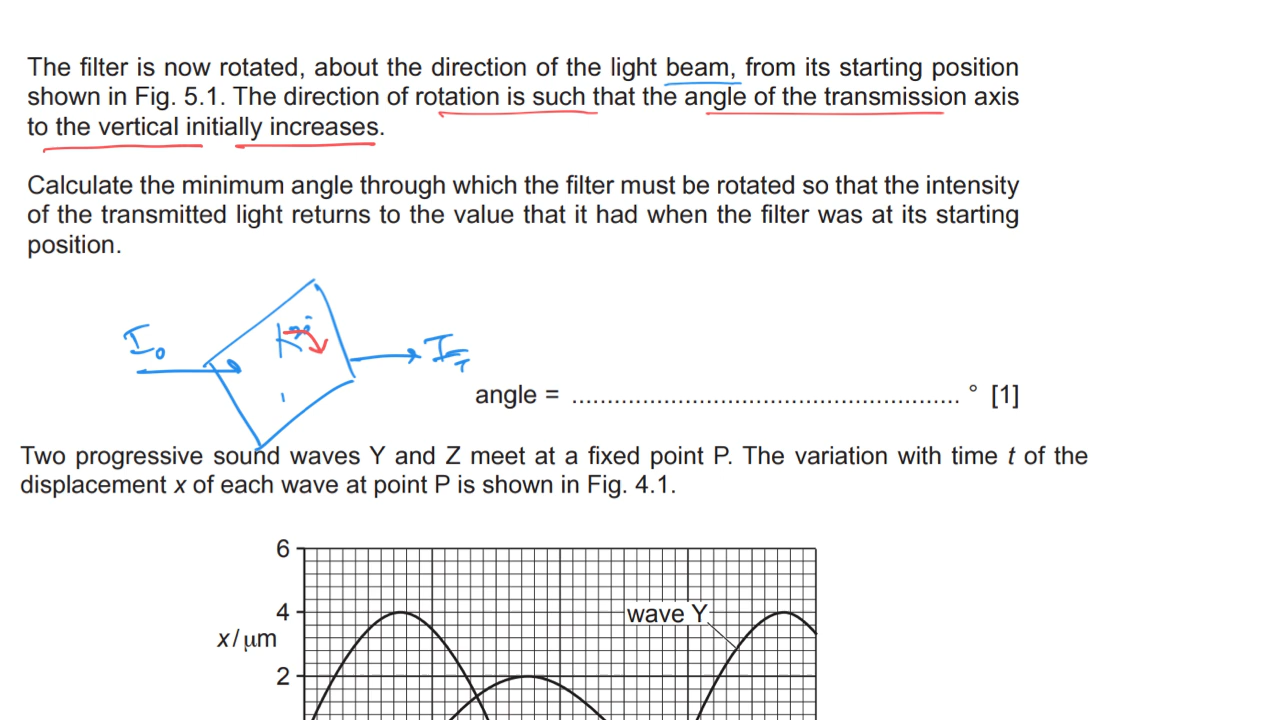 The filter is now rotated, about the direction of the light beam, from its starting position
shown in Fig. 5.1. The direction of rotation is such that the angle of the transmission axis
to the vertical initially increases.
Calculate the minimum angle through which the filter must be rotated so that the intensity
of the transmitted light returns to the value that it had when the filter was at its starting
position.
I₀
I_T
angle = ........................................................ ° [1]
Two progressive sound waves Y and Z meet at a fixed point P. The variation with time t of the
displacement x of each wave at point P is shown in Fig. 4.1.
6
4
wave Y
x/μm
2